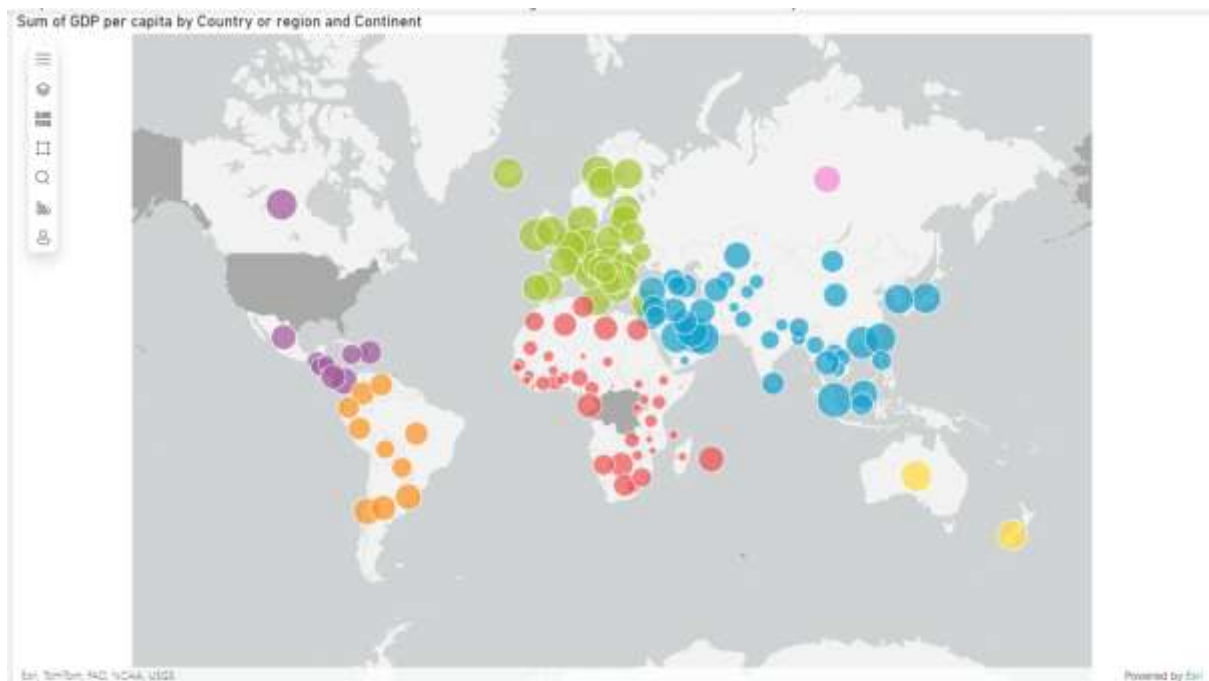 Sum of GDP per capita by Country or region and Continent
Esri, TomTom, FAO, NOAA, USGS
Powered by Esri